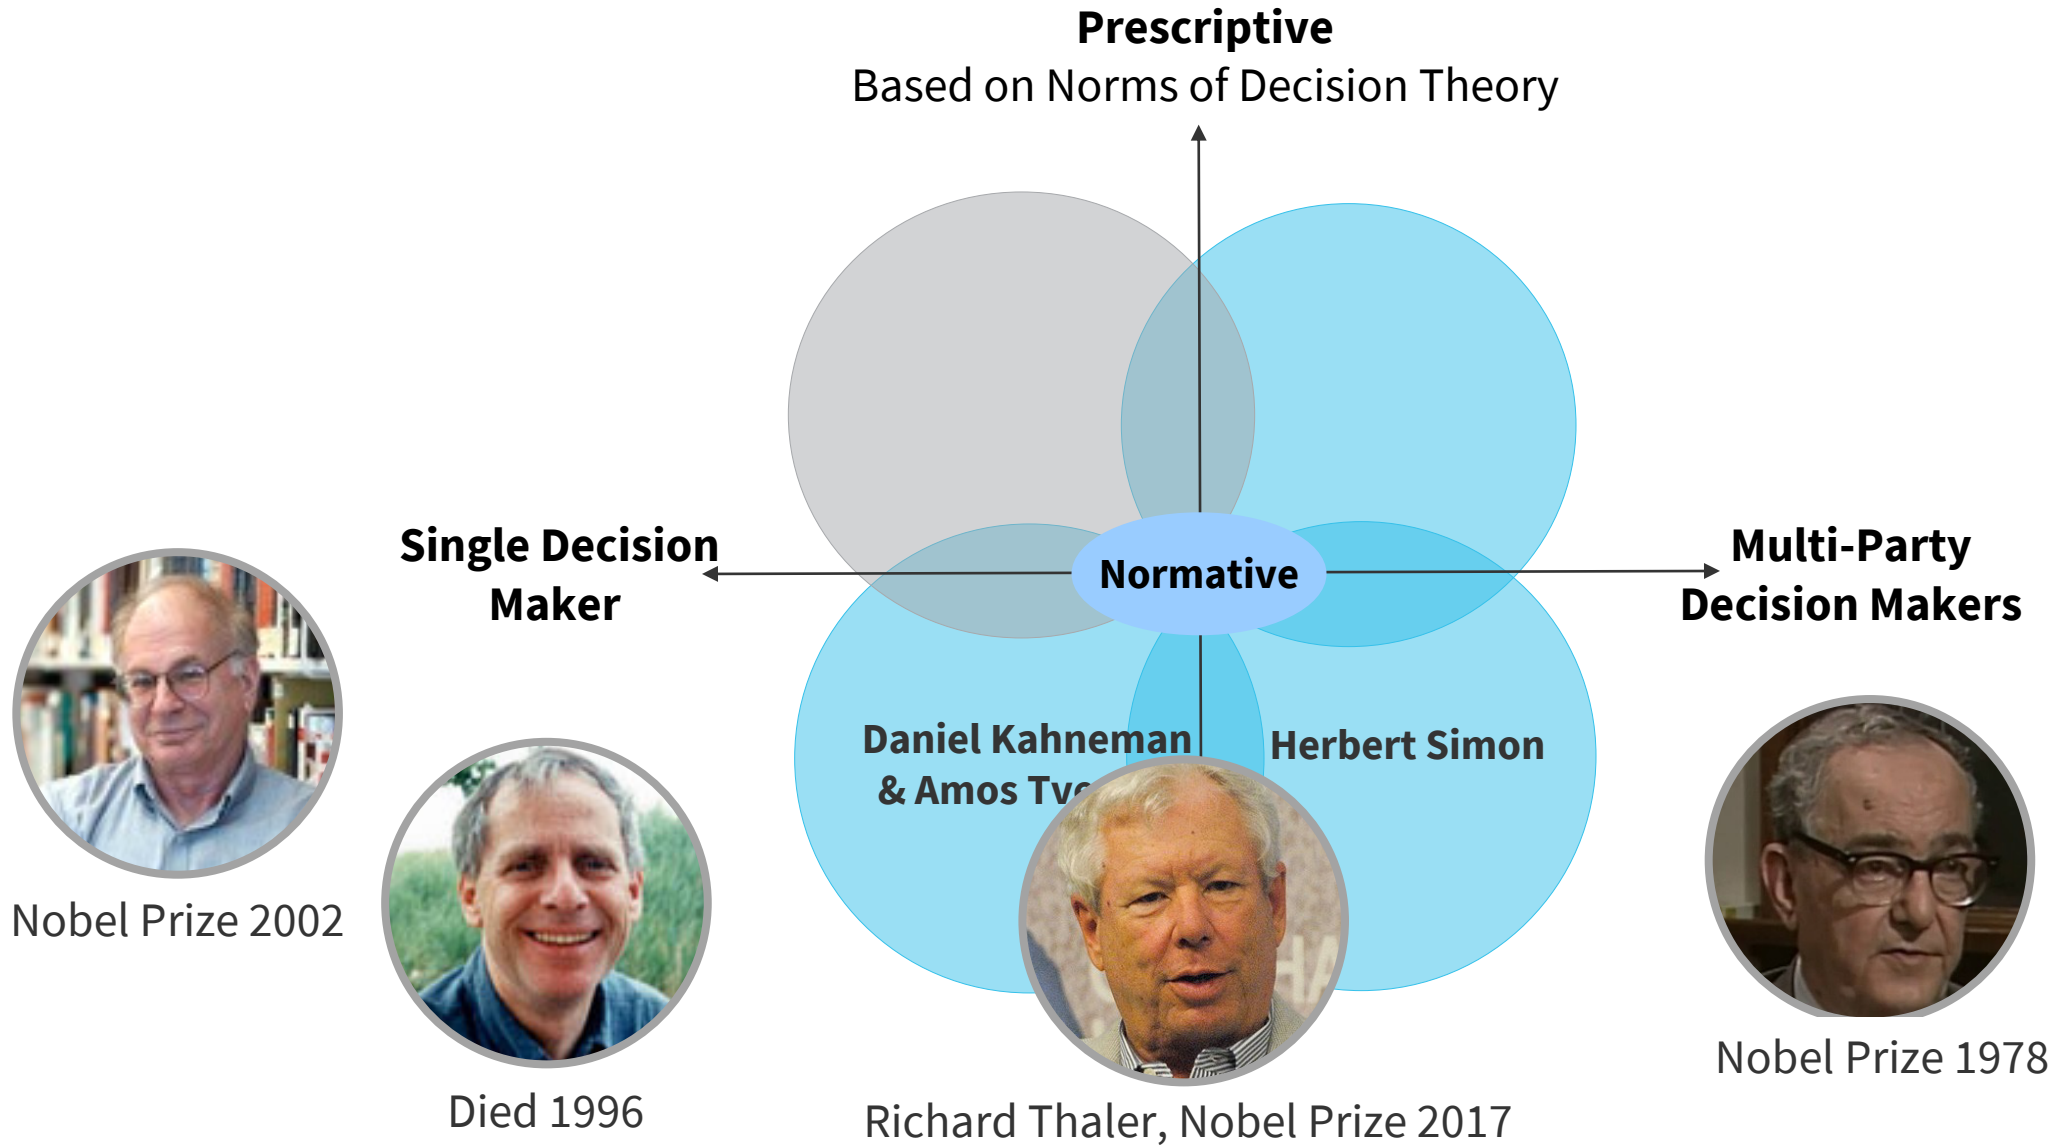 Prescriptive
Based on Norms of Decision Theory
Single Decision
Maker
Normative
Multi-Party
Decision Makers
Daniel Kahneman
& Amos
Herbert Simon
Nobel Prize 2002
Died 1996
Richard Thaler, Nobel Prize 2017
Nobel Prize 1978